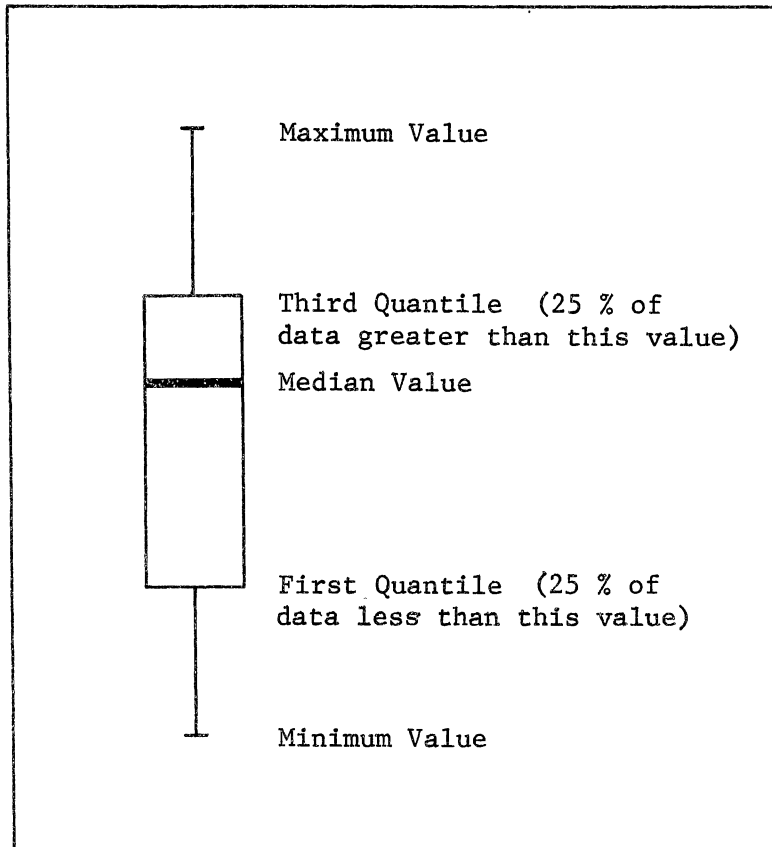 Maximum Value
Third Quantile (25 % of
data greater than this value)
Median Value
First Quantile (25 % of
data less than this value)
Minimum Value